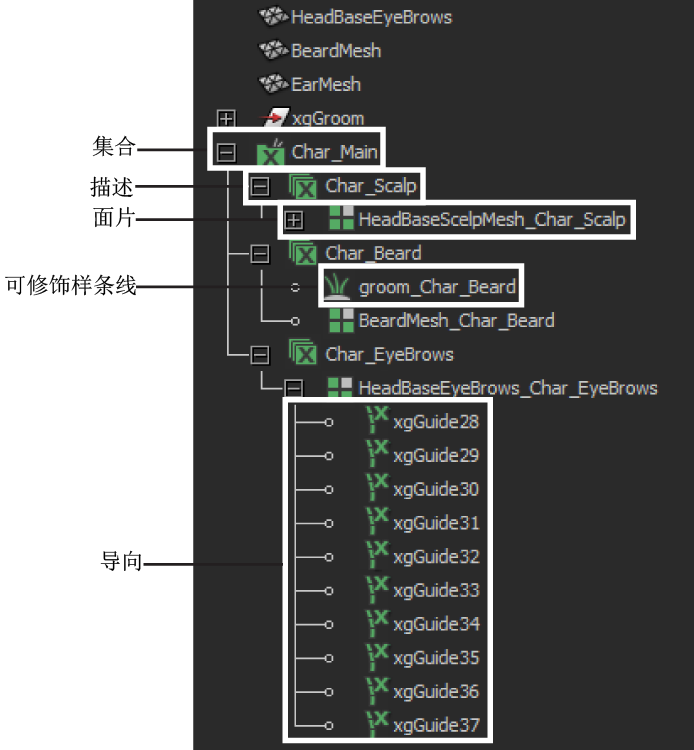 HeadBaseEyeBrows
BeardMesh
EarMesh
xgGroom
集合 Char_Main
描述 Char_Scalp
面片 HeadBaseScelpMesh_Char_Scalp
Char_Beard
可修饰样条线 groom_Char_Beard
BeardMesh_Char_Beard
Char_EyeBrows
HeadBaseEyeBrows_Char_EyeBrows
xgGuide28
xgGuide29
xgGuide30
xgGuide31
xgGuide32
导向 xgGuide33
xgGuide34
xgGuide35
xgGuide36
xgGuide37